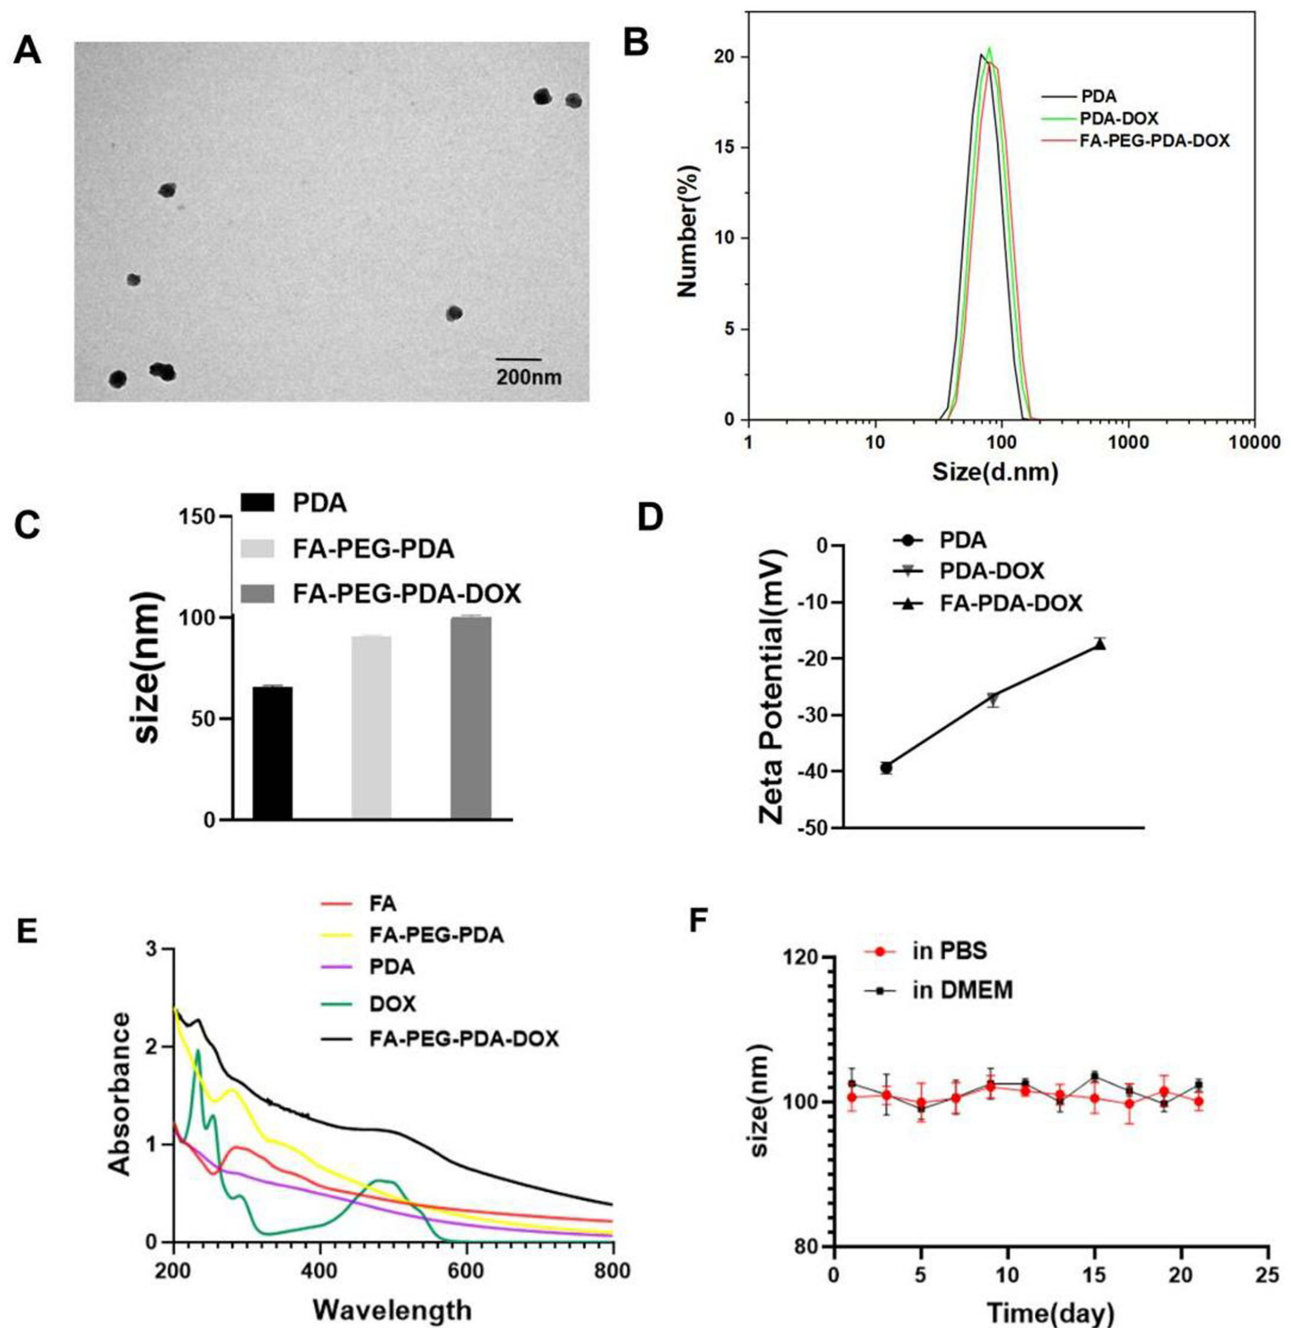 A
200nm
B
Number(%)
20
15
10
5
0
PDA
PDA-DOX
FA-PEG-PDA-DOX
1
10
100
1000
10000
Size(d.nm)
C
size(nm)
150
100
50
0
PDA
FA-PEG-PDA
FA-PEG-PDA-DOX
D
Zeta Potential(mV)
0
-10
-20
-30
-40
-50
PDA
PDA-DOX
FA-PDA-DOX
E
Absorbance
3
2
1
0
FA
FA-PEG-PDA
PDA
DOX
FA-PEG-PDA-DOX
200
400
600
800
Wavelength
F
size(nm)
120
100
80
in PBS
in DMEM
0
5
10
15
20
25
Time(day)